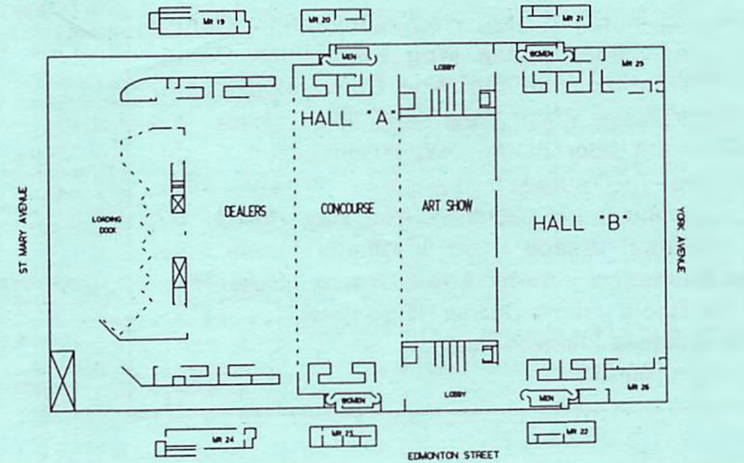 MR 19
MR 20
MR 21
MEN
LOBBY
WOMEN
MR 25
HALL "A"
ST MARY AVENUE
LOADING
DOCK
DEALERS
CONCOURSE
ART SHOW
HALL "B"
YORK AVENUE
WOMEN
LOBBY
MEN
MR 26
MR 24
MR 23
MR 22
EDMONTON STREET